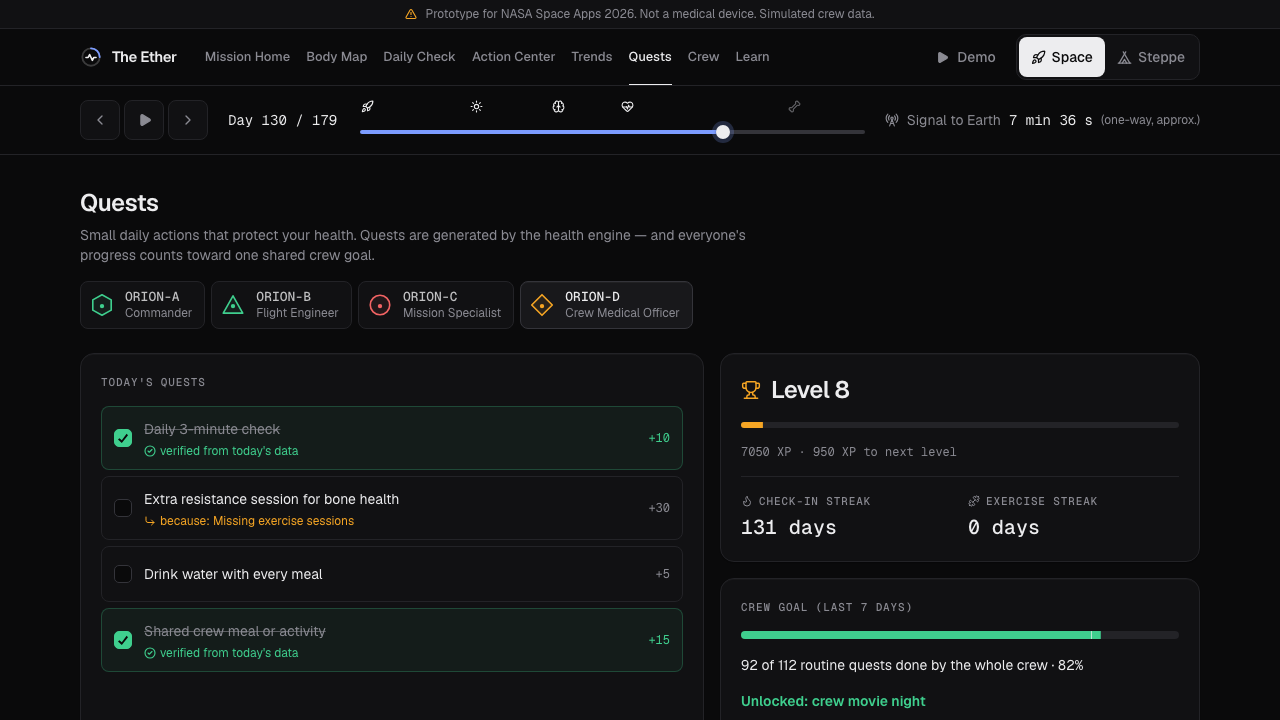 Prototype for NASA Space Apps 2026. Not a medical device. Simulated crew data.
The Ether
Mission Home
Body Map
Daily Check
Action Center
Trends
Quests
Crew
Learn
Demo
Space
Steppe
Day 130 / 179
Signal to Earth 7 min 36 s (one-way, approx.)
Quests
Small daily actions that protect your health. Quests are generated by the health engine — and everyone's
progress counts toward one shared crew goal.
ORION-A
Commander
ORION-B
Flight Engineer
ORION-C
Mission Specialist
ORION-D
Crew Medical Officer
TODAY'S QUESTS
Daily 3-minute check
verified from today's data
+10
Extra resistance session for bone health
because: Missing exercise sessions
+30
Drink water with every meal
+5
Shared crew meal or activity
verified from today's data
+15
Level 8
7050 XP · 950 XP to next level
CHECK-IN STREAK
131 days
EXERCISE STREAK
0 days
CREW GOAL (LAST 7 DAYS)
92 of 112 routine quests done by the whole crew · 82%
Unlocked: crew movie night